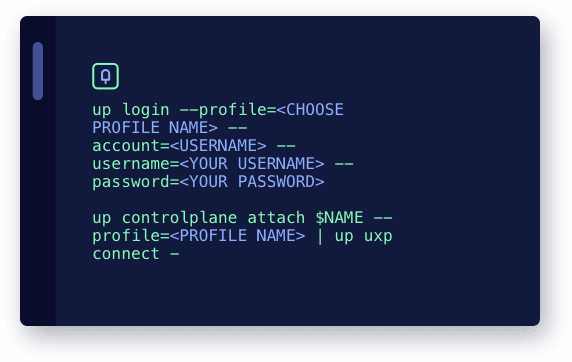 up login --profile=<CHOOSE
PROFILE NAME> --
account=<USERNAME> --
username=<YOUR USERNAME> --
password=<YOUR PASSWORD>
up controlplane attach $NAME --
profile=<PROFILE NAME> | up uxp
connect -